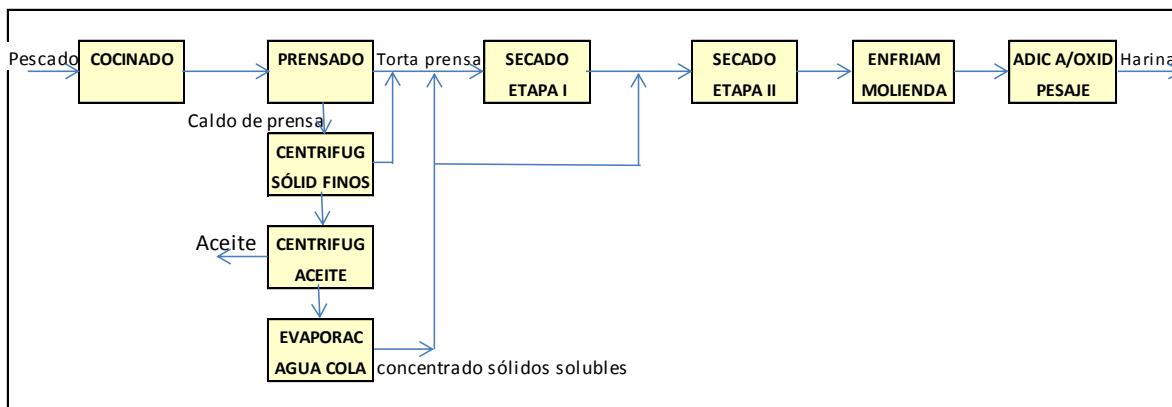 Pescado
COCINADO
PRENSADO
Torta prensa
SECADO
ETAPA I
SECADO
ETAPA II
ENFRIAM
MOLIENDA
ADIC A/OXID
PESAJE
Harina
Caldo de prensa
CENTRIFUG
SÓLID FINOS
Aceite
CENTRIFUG
ACEITE
EVAPORAC
AGUA COLA
concentrado sólidos solubles